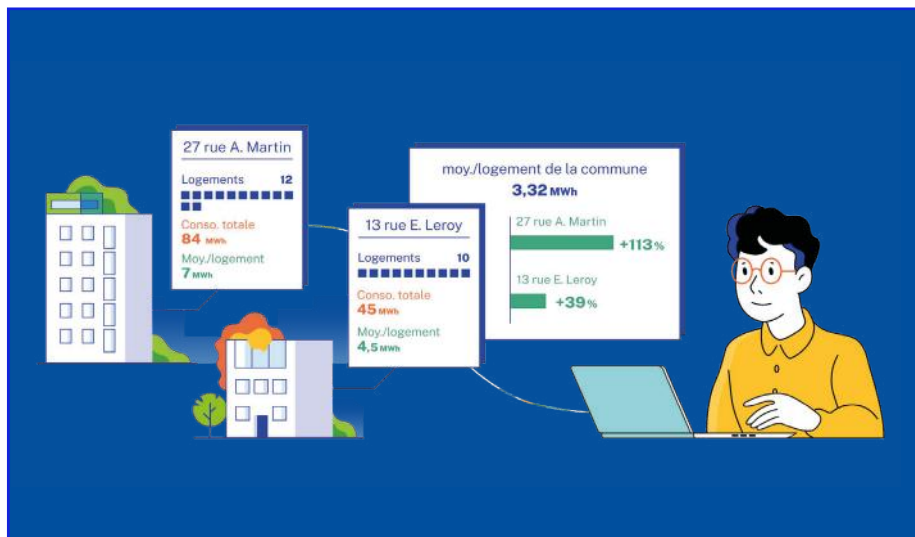 27 rue A. Martin
Logements 12
Conso. totale
84 MWh
Moy./logement
7 MWh
13 rue E. Leroy
Logements 10
Conso. totale
45 MWh
Moy./logement
4,5 MWh
moy./logement de la commune
3,32 MWh
27 rue A. Martin
+113 %
13 rue E. Leroy
+39 %